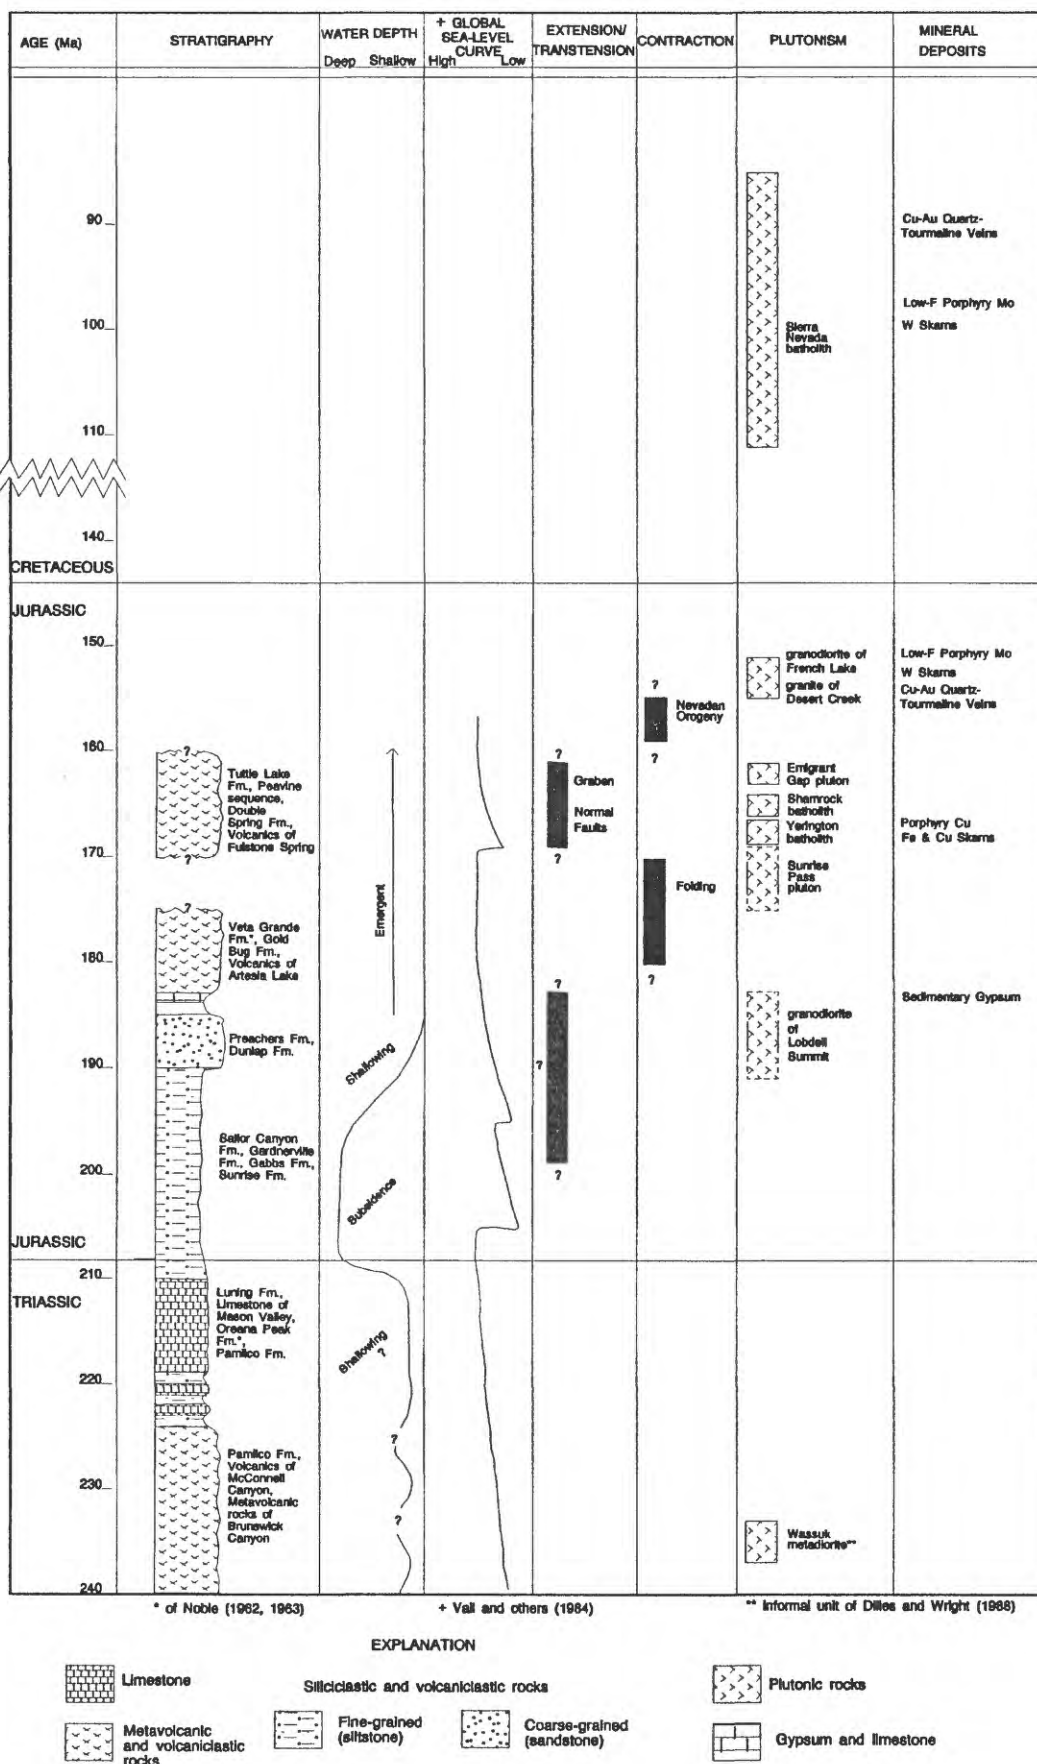 AGE (Ma)
STRATIGRAPHY
WATER DEPTH
Deep Shallow
+ GLOBAL
SEA-LEVEL
CURVE
High Low
EXTENSION/
TRANSTENSION
CONTRACTION
PLUTONISM
MINERAL
DEPOSITS
90
Cu-Au Quartz-
Tourmaline Veins
Low-F Porphyry Mo
100
W Skarns
Sierra
Nevada
batholith
110
140
CRETACEOUS
JURASSIC
150
granodiorite of
French Lake
granite of
Desert Creek
Low-F Porphyry Mo
W Skarns
Cu-Au Quartz-
Tourmaline Veins
?
Nevadan
Orogeny
?
160
?
Tuttle Lake
Fm., Peavine
sequence,
Double
Spring Fm.,
Volcanics of
Fulstone Spring
?
?
Graben
Normal
Faults
?
Emigrant
Gap pluton
Shamrock
batholith
Yerington
batholith
Porphyry Cu
Fe & Cu Skarns
170
Sunrise
Pass
pluton
Folding
?
Emergent
?
Veta Grande
Fm.*, Gold
Bug Fm.,
Volcanics of
Artesia Lake
180
?
Sedimentary Gypsum
granodiorite
of
Lobdell
Summit
Preachers Fm.,
Dunlap Fm.
190
Shallowing
?
?
Sailor Canyon
Fm., Gardnerville
Fm., Gabbs Fm.,
Sunrise Fm.
200
Subsidence
JURASSIC
210
TRIASSIC
Luning Fm.,
Limestone of
Mason Valley,
Oreana Peak
Fm.*,
Pamlico Fm.
Shallowing
?
220
?
Pamlico Fm.,
Volcanics of
McConnell
Canyon,
Metavolcanic
rocks of
Brunswick
Canyon
230
?
Wassuk
metadiorite**
240
* of Noble (1962, 1963)
+ Vail and others (1984)
** Informal unit of Dilles and Wright (1988)
EXPLANATION
Limestone
Siliciclastic and volcaniclastic rocks
Plutonic rocks
Metavolcanic
and volcaniclastic
rocks
Fine-grained
(siltstone)
Coarse-grained
(sandstone)
Gypsum and limestone